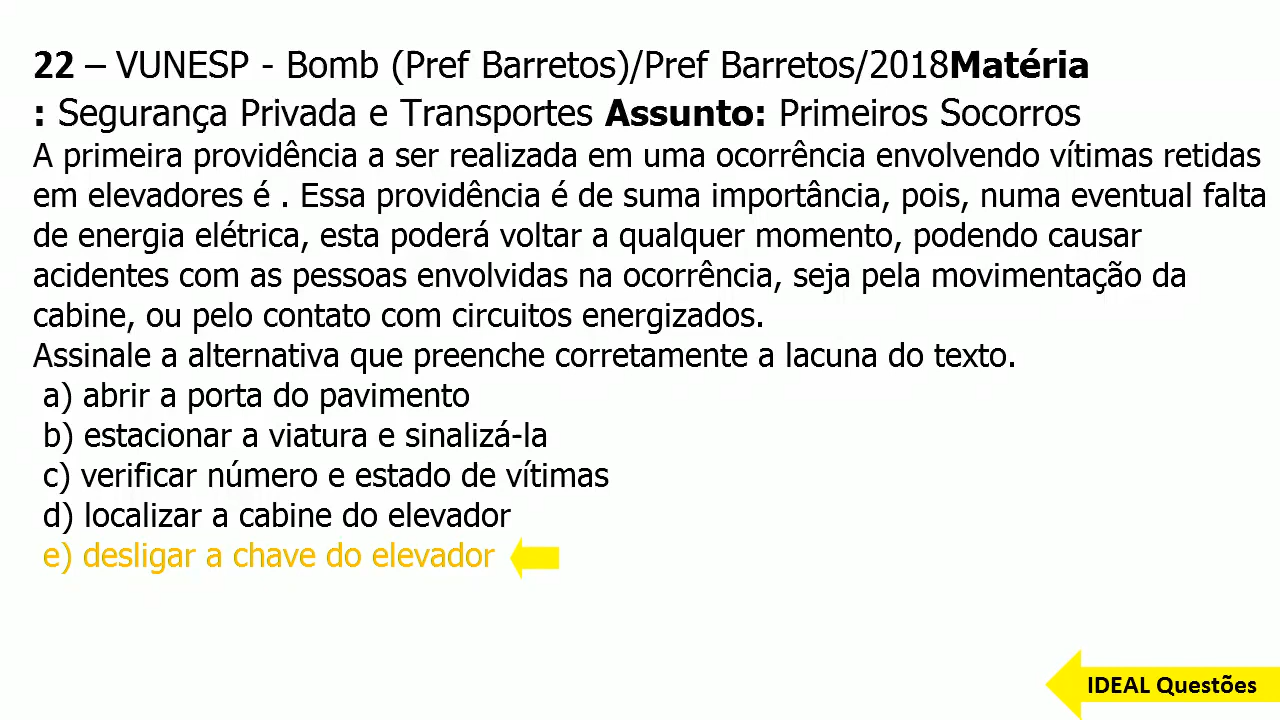 22 – VUNESP - Bomb (Pref Barretos)/Pref Barretos/2018Matéria
: Segurança Privada e Transportes Assunto: Primeiros Socorros
A primeira providência a ser realizada em uma ocorrência envolvendo vítimas retidas
em elevadores é . Essa providência é de suma importância, pois, numa eventual falta
de energia elétrica, esta poderá voltar a qualquer momento, podendo causar
acidentes com as pessoas envolvidas na ocorrência, seja pela movimentação da
cabine, ou pelo contato com circuitos energizados.
Assinale a alternativa que preenche corretamente a lacuna do texto.
a) abrir a porta do pavimento
b) estacionar a viatura e sinalizá-la
c) verificar número e estado de vítimas
d) localizar a cabine do elevador
e) desligar a chave do elevador
IDEAL Questões